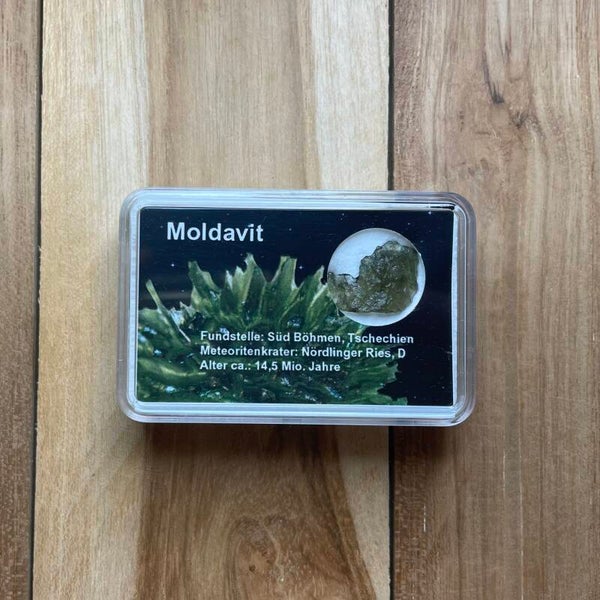 Moldavit
Fundstelle: Süd Böhmen, Tschechien
Meteoritenkrater: Nördlinger Ries, D
Alter ca.: 14,5 Mio. Jahre